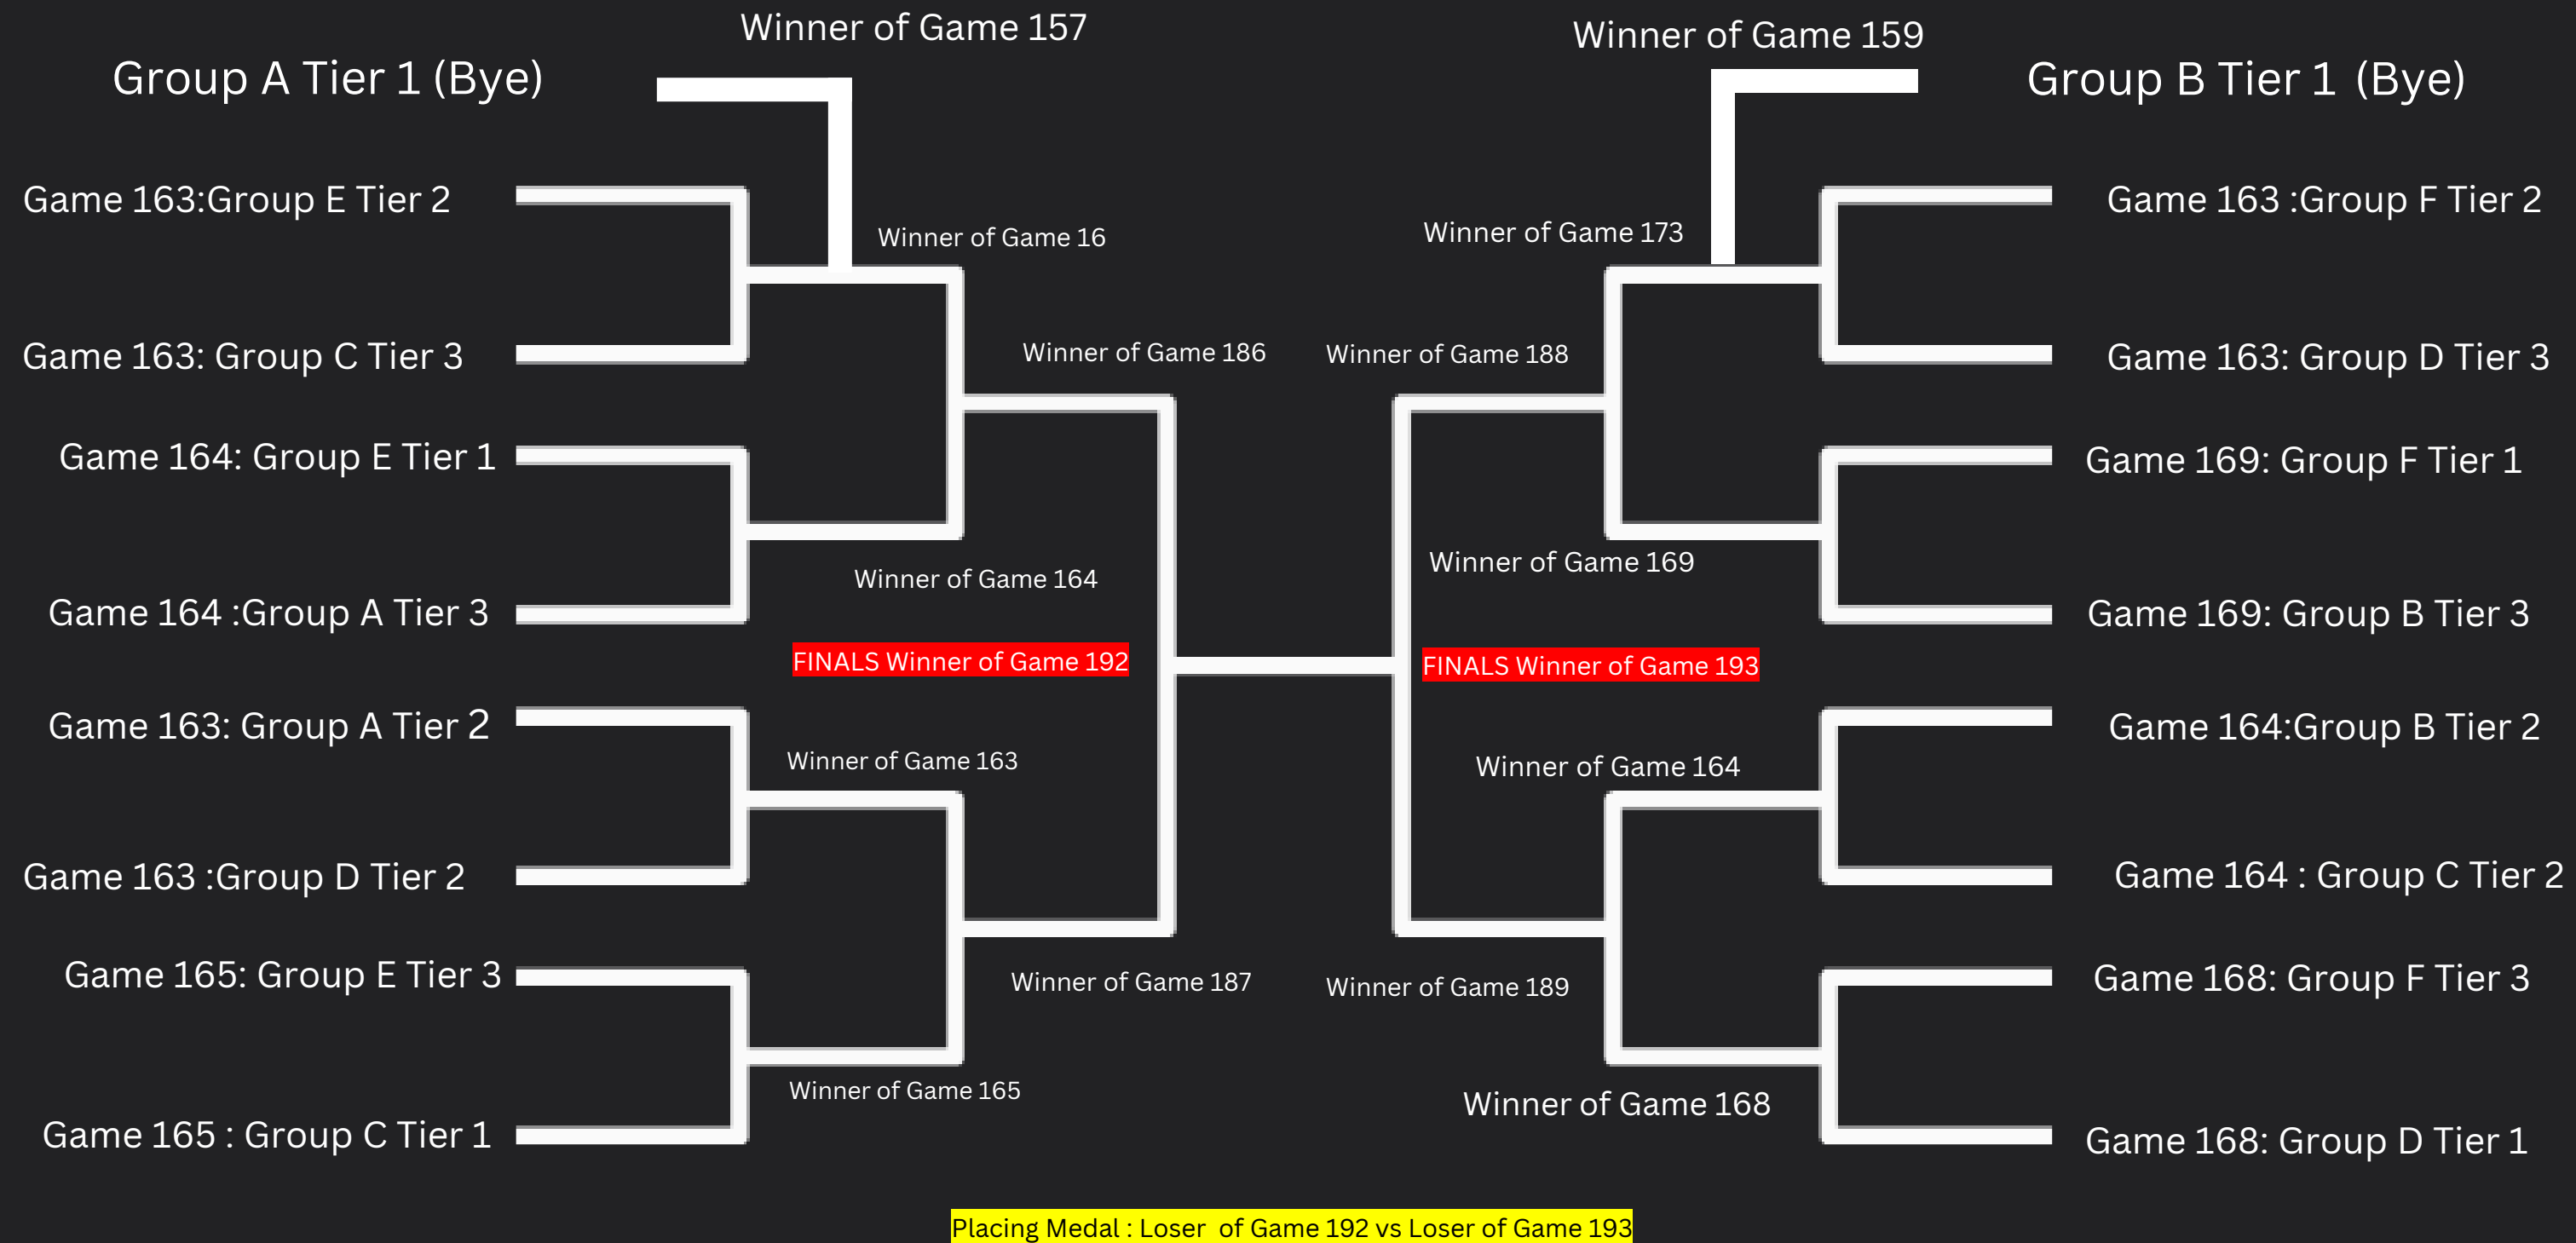 Winner of Game 157
Winner of Game 159
Group A Tier 1 (Bye)
Group B Tier 1 (Bye)
Game 163:Group E Tier 2
Game 163 :Group F Tier 2
Winner of Game 16
Winner of Game 173
Game 163: Group C Tier 3
Winner of Game 186
Winner of Game 188
Game 163: Group D Tier 3
Game 164: Group E Tier 1
Game 169: Group F Tier 1
Winner of Game 164
Winner of Game 169
Game 164 :Group A Tier 3
Game 169: Group B Tier 3
FINALS Winner of Game 192
FINALS Winner of Game 193
Game 163: Group A Tier 2
Game 164:Group B Tier 2
Winner of Game 163
Winner of Game 164
Game 163 :Group D Tier 2
Game 164 : Group C Tier 2
Game 165: Group E Tier 3
Winner of Game 187
Winner of Game 189
Game 168: Group F Tier 3
Winner of Game 165
Winner of Game 168
Game 165 : Group C Tier 1
Game 168: Group D Tier 1
Placing Medal : Loser of Game 192 vs Loser of Game 193